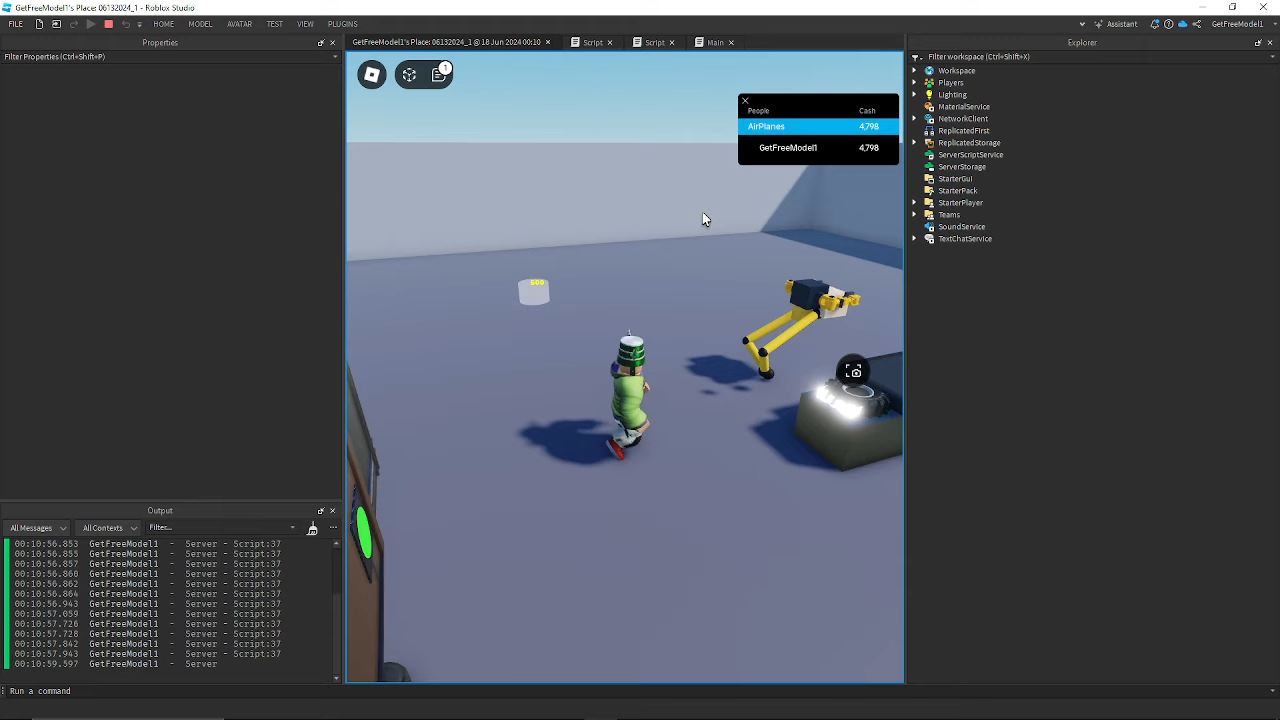 GetFreeModel1's Place: 06132024_1 - Roblox Studio
FILE
HOME
MODEL
AVATAR
TEST
VIEW
PLUGINS
Assistant
GetFreeModel1
Properties
Filter Properties (Ctrl+Shift+P)
GetFreeModel1's Place: 06132024_1 @ 18 Jun 2024 00:10
Script
Script
Main
1
People Cash
AirPlanes 4,798
GetFreeModel1 4,798
500
Explorer
Filter workspace (Ctrl+Shift+X)
Workspace
Players
Lighting
MaterialService
NetworkClient
ReplicatedFirst
ReplicatedStorage
ServerScriptService
ServerStorage
StarterGui
StarterPack
StarterPlayer
Teams
SoundService
TextChatService
Output
All Messages
All Contexts
Filter...
00:10:56.853 GetFreeModel1 - Server - Script:37
00:10:56.855 GetFreeModel1 - Server - Script:37
00:10:56.857 GetFreeModel1 - Server - Script:37
00:10:56.860 GetFreeModel1 - Server - Script:37
00:10:56.862 GetFreeModel1 - Server - Script:37
00:10:56.864 GetFreeModel1 - Server - Script:37
00:10:56.943 GetFreeModel1 - Server - Script:37
00:10:57.059 GetFreeModel1 - Server - Script:37
00:10:57.726 GetFreeModel1 - Server - Script:37
00:10:57.728 GetFreeModel1 - Server - Script:37
00:10:57.842 GetFreeModel1 - Server - Script:37
00:10:57.943 GetFreeModel1 - Server - Script:37
00:10:59.597 GetFreeModel1 - Server
Run a command